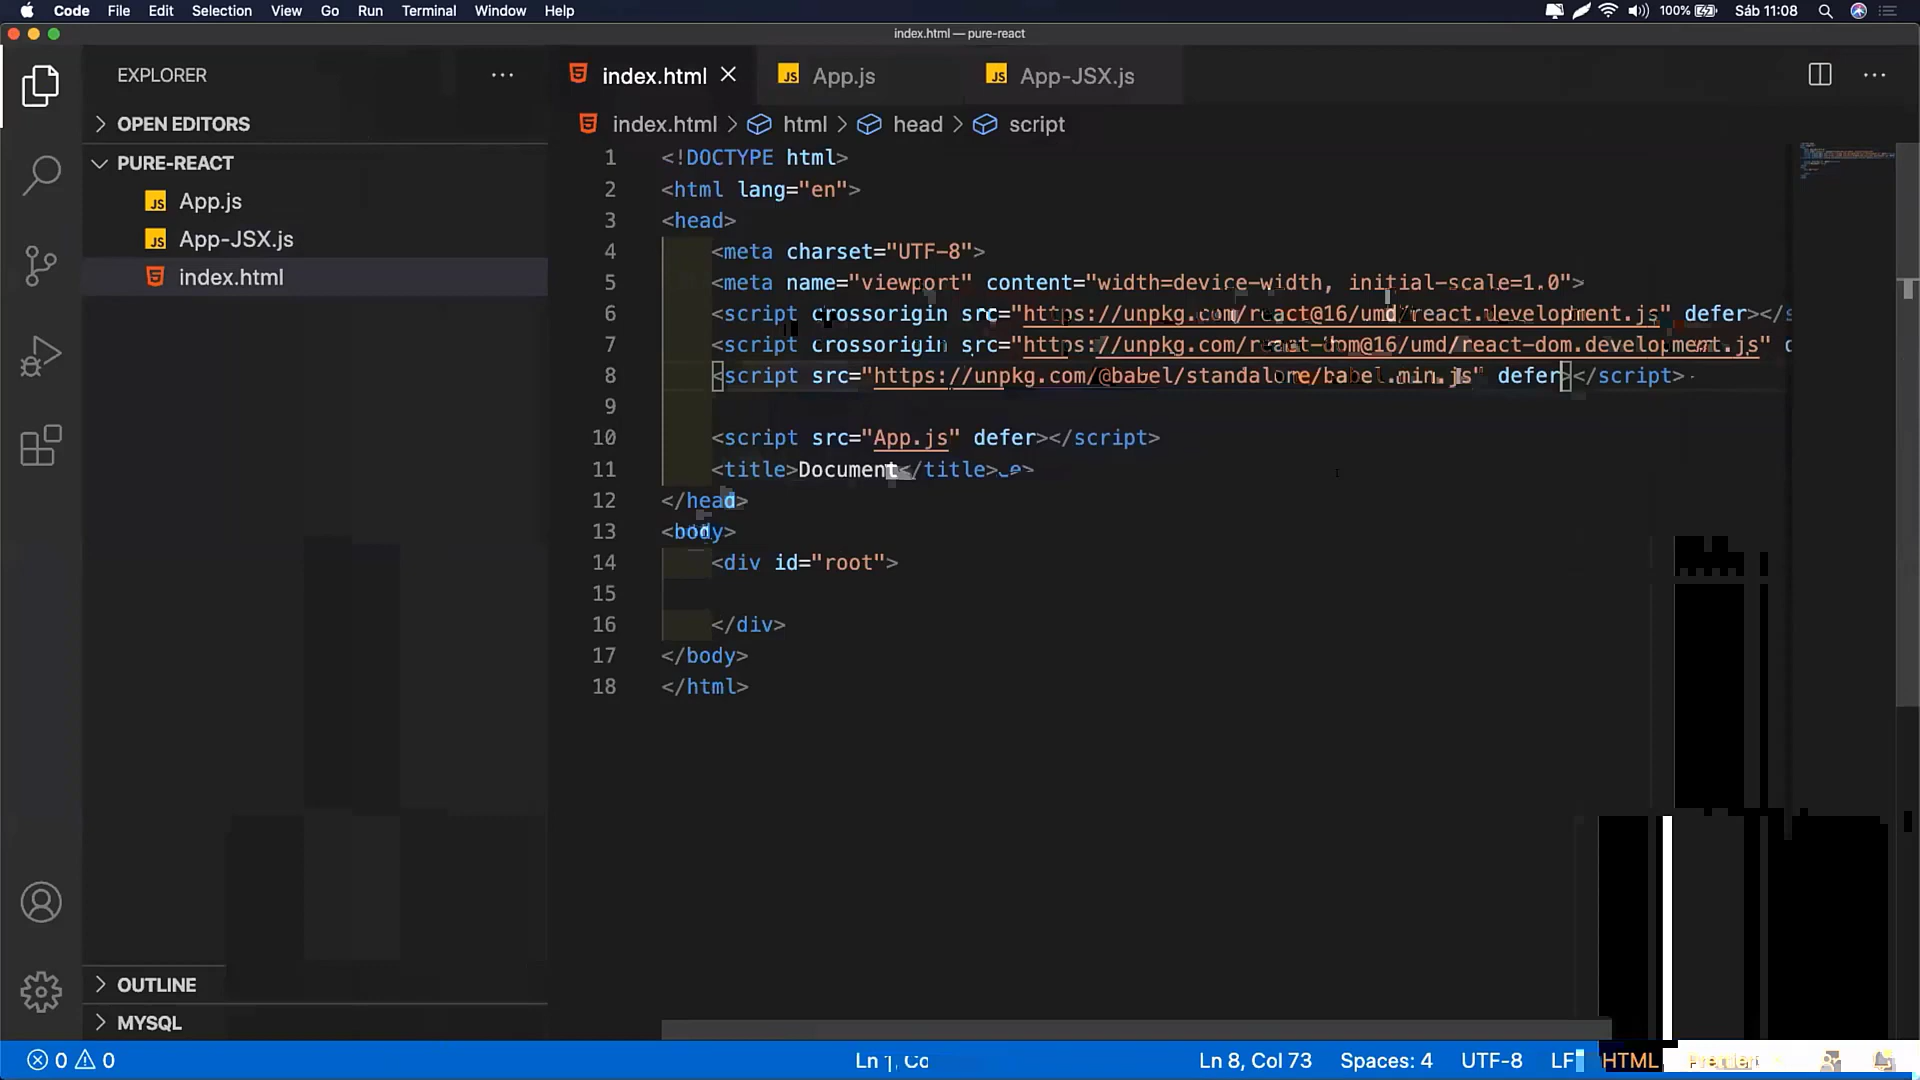 Code File Edit Selection View Go Run Terminal Window Help 100% Sáb 11:08
index.html — pure-react
EXPLORER
index.html
App.js
App-JSX.js
OPEN EDITORS
index.html > html > head > script
PURE-REACT
App.js
App-JSX.js
index.html
1 <!DOCTYPE html>
2 <html lang="en">
3 <head>
4 <meta charset="UTF-8">
5 <meta name="viewport" content="width=device-width, initial-scale=1.0">
6 <script crossorigin src="https://unpkg.com/react@16/umd/react.development.js" defer></s
7 <script crossorigin src="https://unpkg.com/react-dom@16/umd/react-dom.development.js" d
8 <script src="https://unpkg.com/@babel/standalone/babel.min.js" defer></script>
9
10 <script src="App.js" defer></script>
11 <title>Document</title>
12 </head>
13 <body>
14 <div id="root">
15
16 </div>
17 </body>
18 </html>
OUTLINE
MYSQL
0 0 Ln Ln 8, Col 73 Spaces: 4 UTF-8 LF HTML